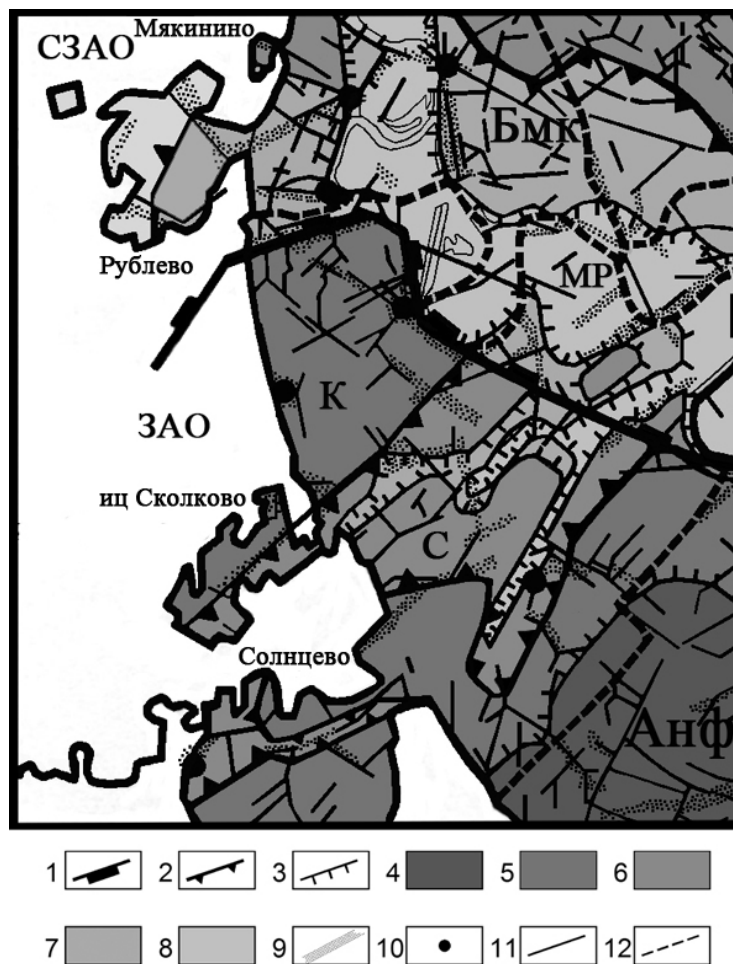 Мякинино
СЗАО
Бмк
Рублево
МР
К
ЗАО
иц Сколково
С
Солнцево
Анф
1 2 3 4 5 6
7 8 9 10 11 12